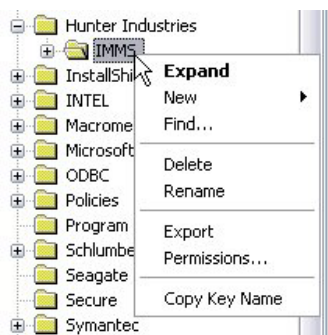 Hunter Industries
IMMS
InstallShi
INTEL
Macrome
Microsoft
ODBC
Policies
Program
Schlumbe
Seagate
Secure
Symantec
Expand
New
Find...
Delete
Rename
Export
Permissions...
Copy Key Name